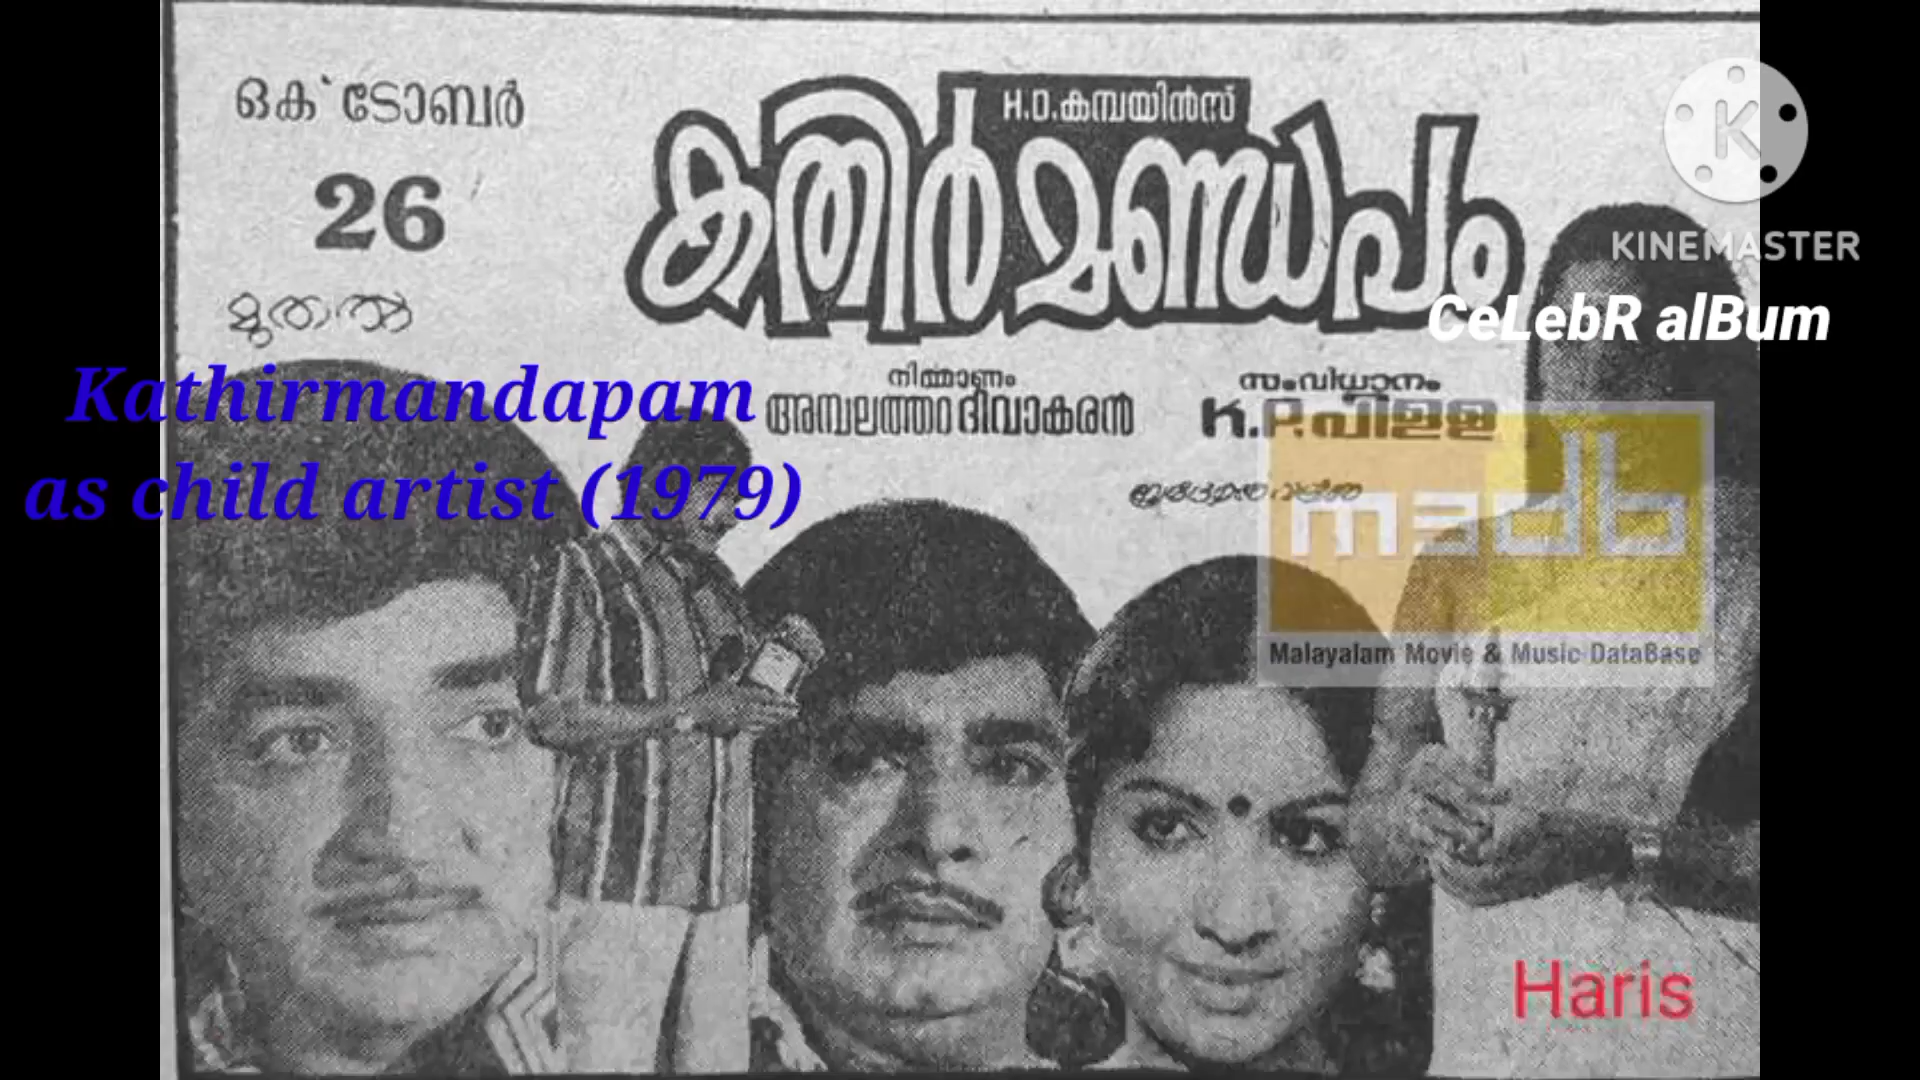 ഒക്ടോബർ
26
മുതൽ
H.D.കമ്പയിൻസ്
കതിർമണ്ഡപം
നിർമ്മാണം
അമ്പലത്തറ ദിവാകരൻ
സംവിധാനം
K.P.പിള്ള
KINEMASTER
CeLebR alBum
Kathirmandapam
as child artist (1979)
m3db
Malayalam Movie & Music DataBase
Haris